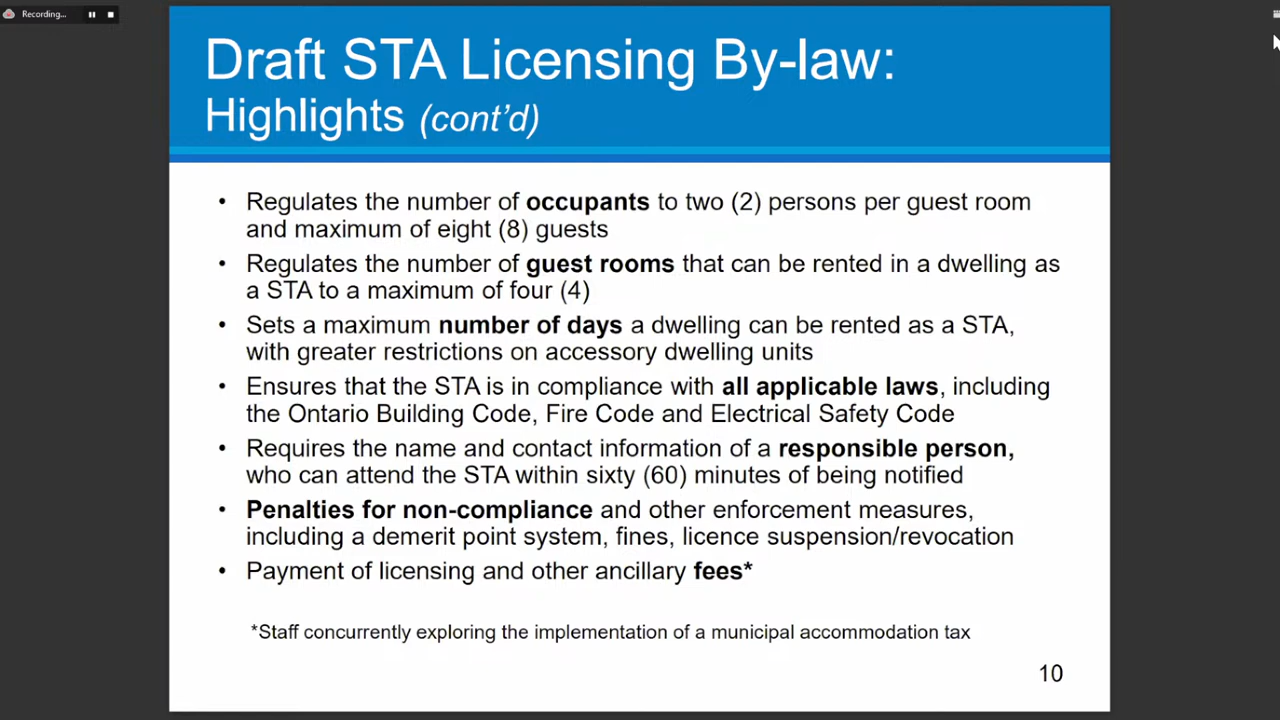 Recording...
Draft STA Licensing By-law:
Highlights (cont'd)
• Regulates the number of occupants to two (2) persons per guest room
and maximum of eight (8) guests
• Regulates the number of guest rooms that can be rented in a dwelling as
a STA to a maximum of four (4)
• Sets a maximum number of days a dwelling can be rented as a STA,
with greater restrictions on accessory dwelling units
• Ensures that the STA is in compliance with all applicable laws, including
the Ontario Building Code, Fire Code and Electrical Safety Code
• Requires the name and contact information of a responsible person,
who can attend the STA within sixty (60) minutes of being notified
• Penalties for non-compliance and other enforcement measures,
including a demerit point system, fines, licence suspension/revocation
• Payment of licensing and other ancillary fees*
*Staff concurrently exploring the implementation of a municipal accommodation tax
10